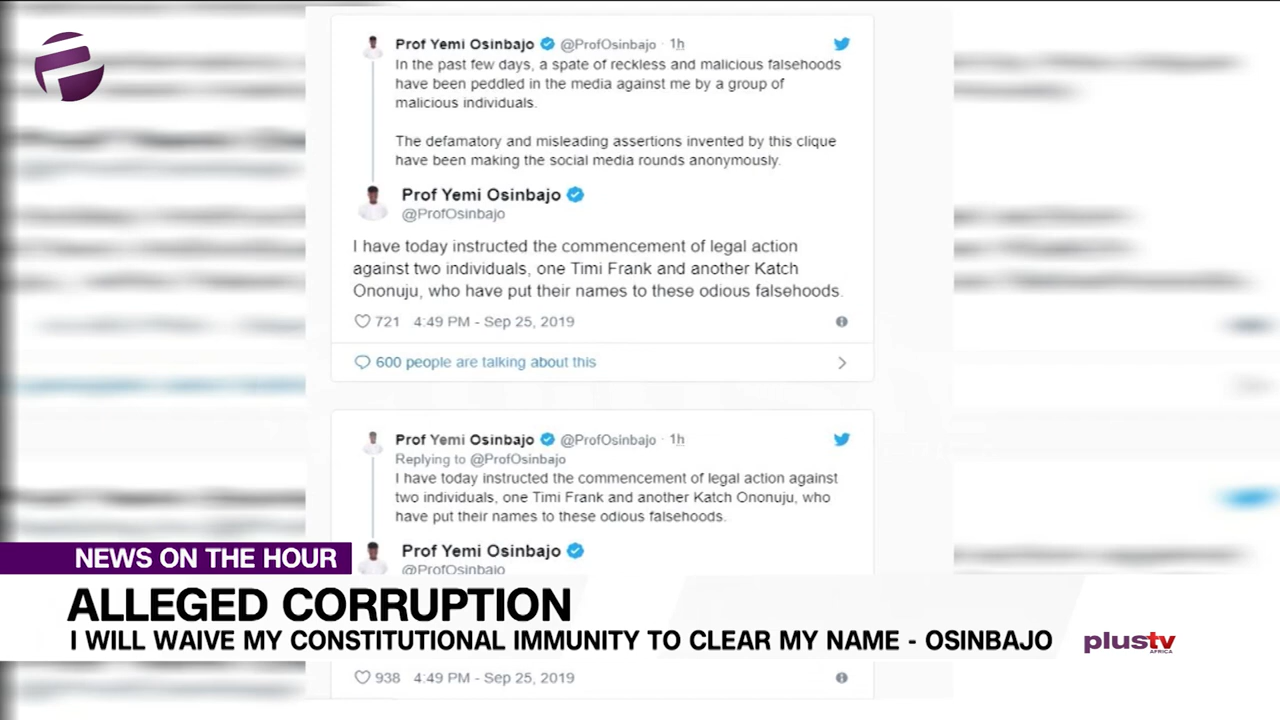 Prof Yemi Osinbajo @ProfOsinbajo · 1h
In the past few days, a spate of reckless and malicious falsehoods
have been peddled in the media against me by a group of
malicious individuals.
The defamatory and misleading assertions invented by this clique
have been making the social media rounds anonymously.
Prof Yemi Osinbajo
@ProfOsinbajo
I have today instructed the commencement of legal action
against two individuals, one Timi Frank and another Katch
Ononuju, who have put their names to these odious falsehoods.
721 4:49 PM - Sep 25, 2019
600 people are talking about this
Prof Yemi Osinbajo @ProfOsinbajo · 1h
Replying to @ProfOsinbajo
I have today instructed the commencement of legal action against
two individuals, one Timi Frank and another Katch Ononuju, who
have put their names to these odious falsehoods.
Prof Yemi Osinbajo
@ProfOsinbajo
NEWS ON THE HOUR
ALLEGED CORRUPTION
I WILL WAIVE MY CONSTITUTIONAL IMMUNITY TO CLEAR MY NAME - OSINBAJO
plustv
AFRICA
938 4:49 PM - Sep 25, 2019